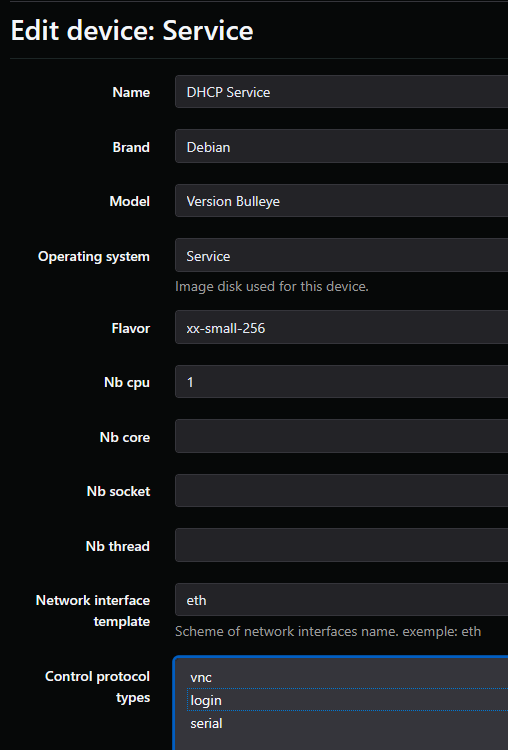 Edit device: Service
Name
DHCP Service
Brand
Debian
Model
Version Bulleye
Operating system
Service
Image disk used for this device.
Flavor
xx-small-256
Nb cpu
1
Nb core
Nb socket
Nb thread
Network interface
template
eth
Scheme of network interfaces name. exemple: eth
Control protocol
types
vnc
login
serial